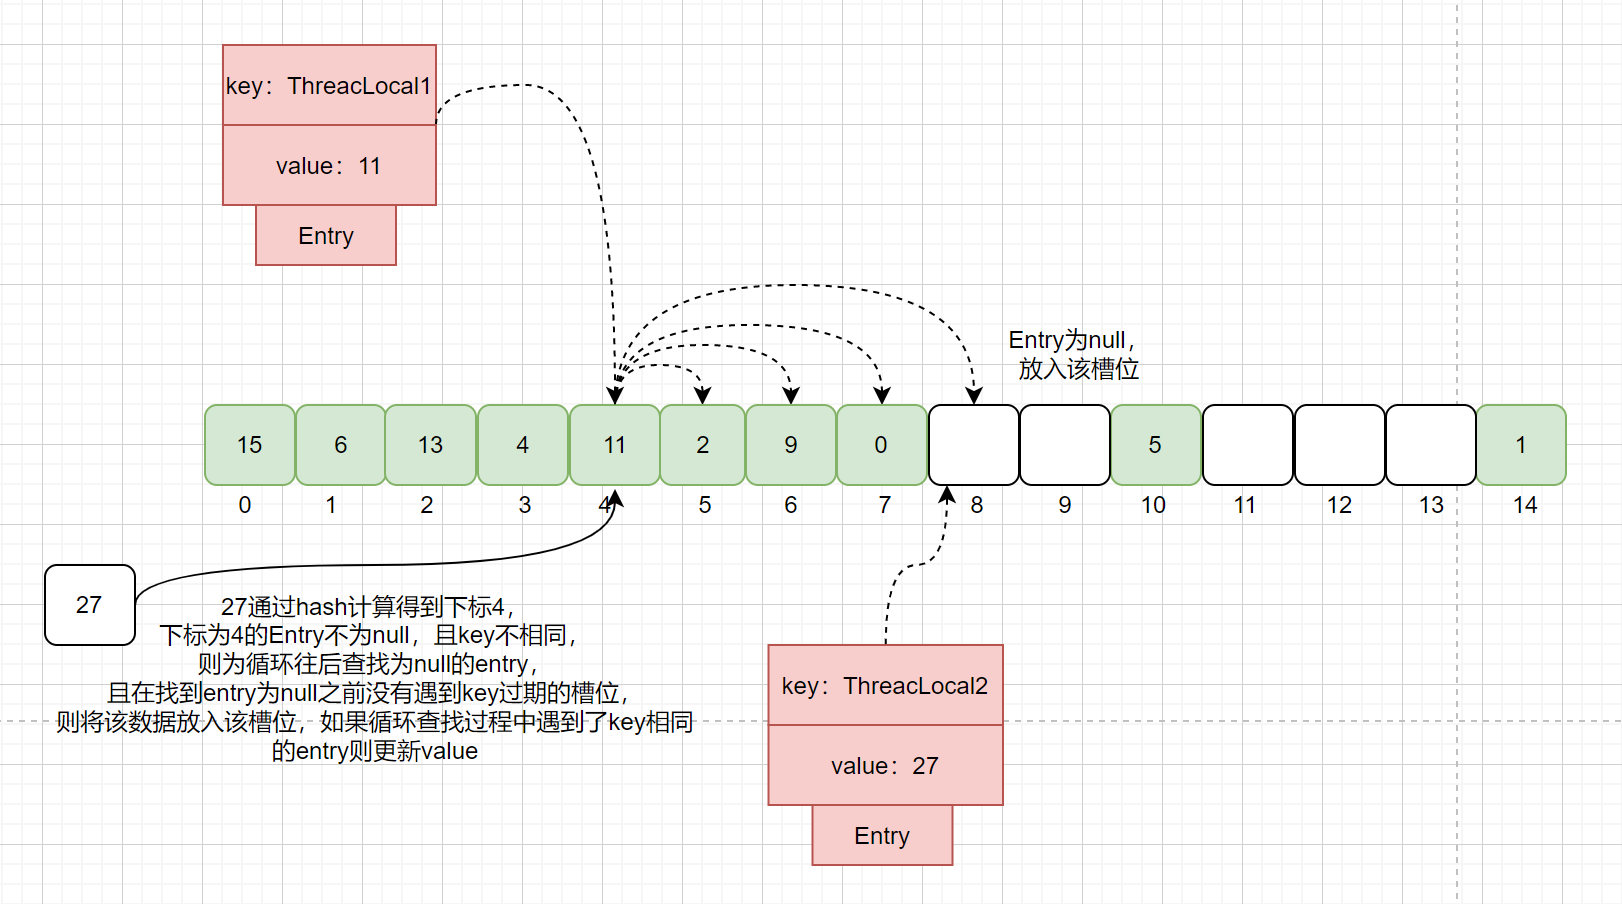 key：ThreacLocal1
value：11
Entry
Entry为null，
放入该槽位
15 6 13 4 11 2 9 0 5 1
0 1 2 3 4 5 6 7 8 9 10 11 12 13 14
27
27通过hash计算得到下标4，
下标为4的Entry不为null，且key不相同，
则为循环往后查找为null的entry，
且在找到entry为null之前没有遇到key过期的槽位，
则将该数据放入该槽位，如果循环查找过程中遇到了key相同
的entry则更新value
key：ThreacLocal2
value：27
Entry